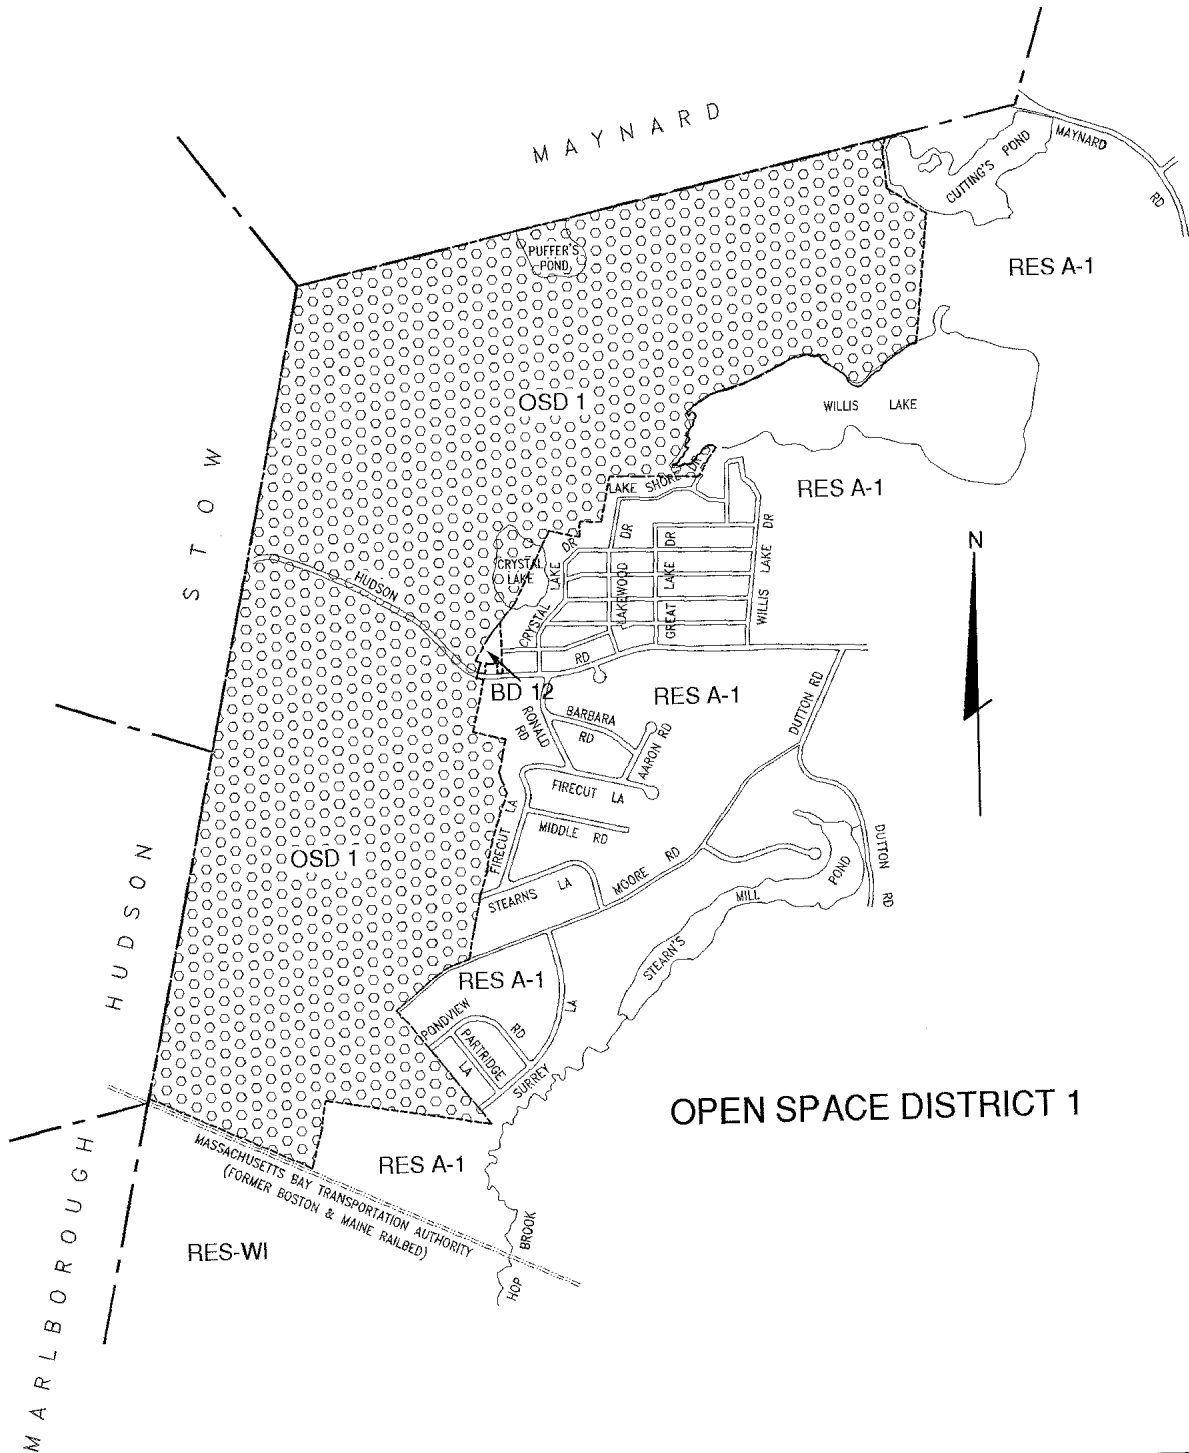 MAYNARD
MAYNARD
RD
CUTTING'S POND
PUFFER'S
POND
RES A-1
OSD 1
WILLIS LAKE
STOW
LAKE SHORE DR
RES A-1
N
CRYSTAL
LAKE
CRYSTAL LAKE DR
LAKEWOOD DR
GREAT LAKE DR
WILLIS LAKE DR
HUDSON
RD
BD 12
RES A-1
DUTTON RD
RONALD
RD
BARBARA
RD
AARON RD
FIRECUT LA
FIRECUT LA
MIDDLE RD
OSD 1
HUDSON
STEARNS LA
MOORE RD
DUTTON
RD
STEARN'S MILL POND
RES A-1
PONDVIEW
RD
PARTRIDGE
LA
SURREY LA
OPEN SPACE DISTRICT 1
MARLBOROUGH
MASSACHUSETTS BAY TRANSPORTATION AUTHORITY
(FORMER BOSTON & MAINE RAILBED)
RES A-1
RES-WI
HOP BROOK